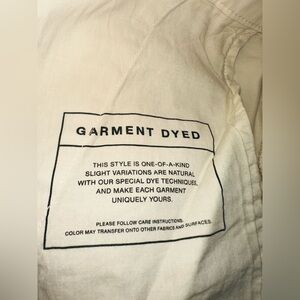 GARMENT DYED
THIS STYLE IS ONE-OF-A-KIND
SLIGHT VARIATIONS ARE NATURAL
WITH OUR SPECIAL DYE TECHNIQUES,
AND MAKE EACH GARMENT
UNIQUELY YOURS.
PLEASE FOLLOW CARE INSTRUCTIONS.
COLOR MAY TRANSFER ONTO OTHER FABRICS AND SURFACES.